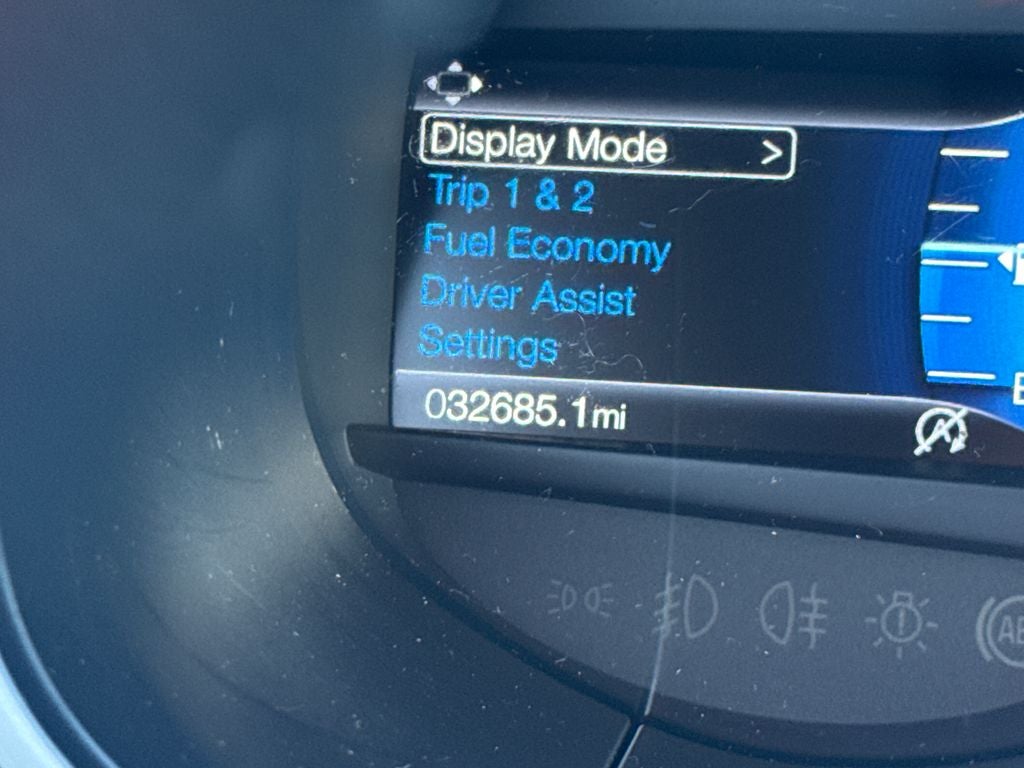 Display Mode >
Trip 1 & 2
Fuel Economy
Driver Assist
Settings
032685.1mi
A